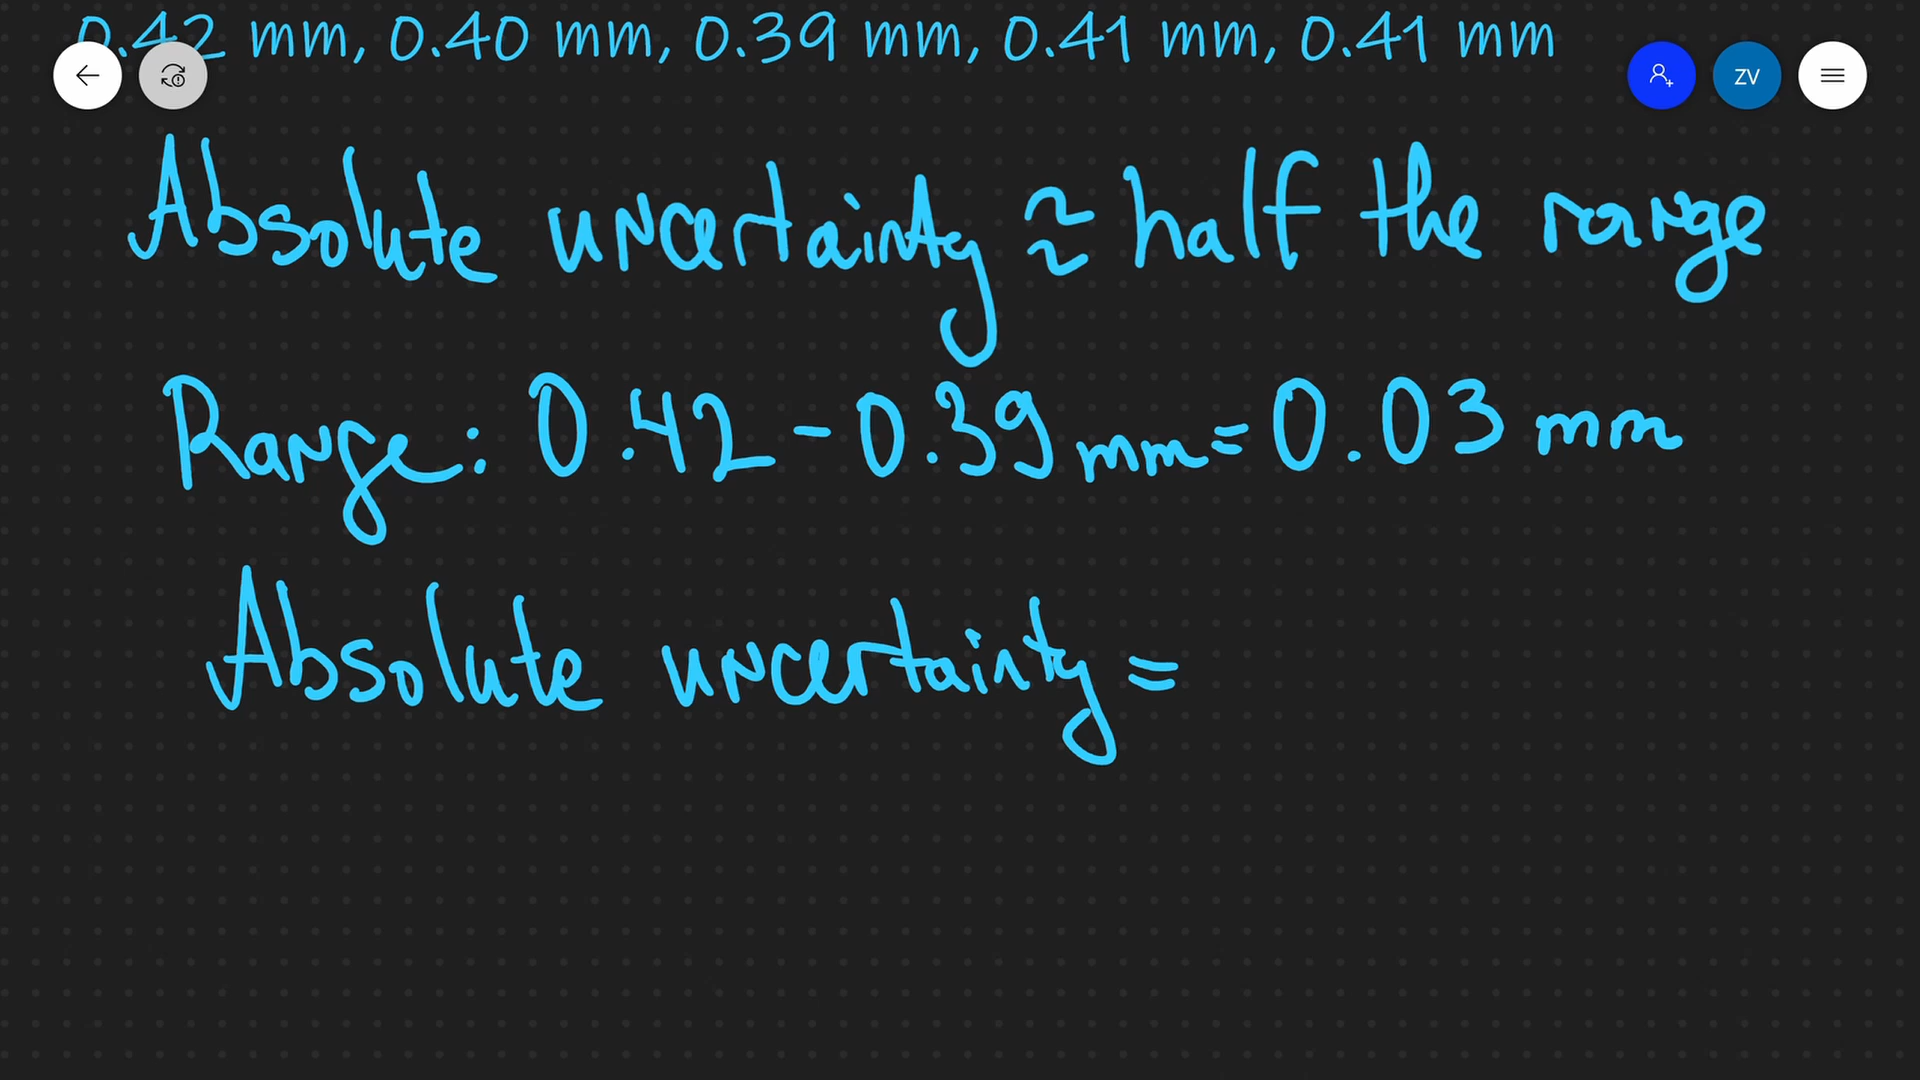 0.42 mm, 0.40 mm, 0.39 mm, 0.41 mm, 0.41 mm
ZV
Absolute uncertainty ≈ half the range
Range: 0.42 - 0.39 mm = 0.03 mm
Absolute uncertainty =